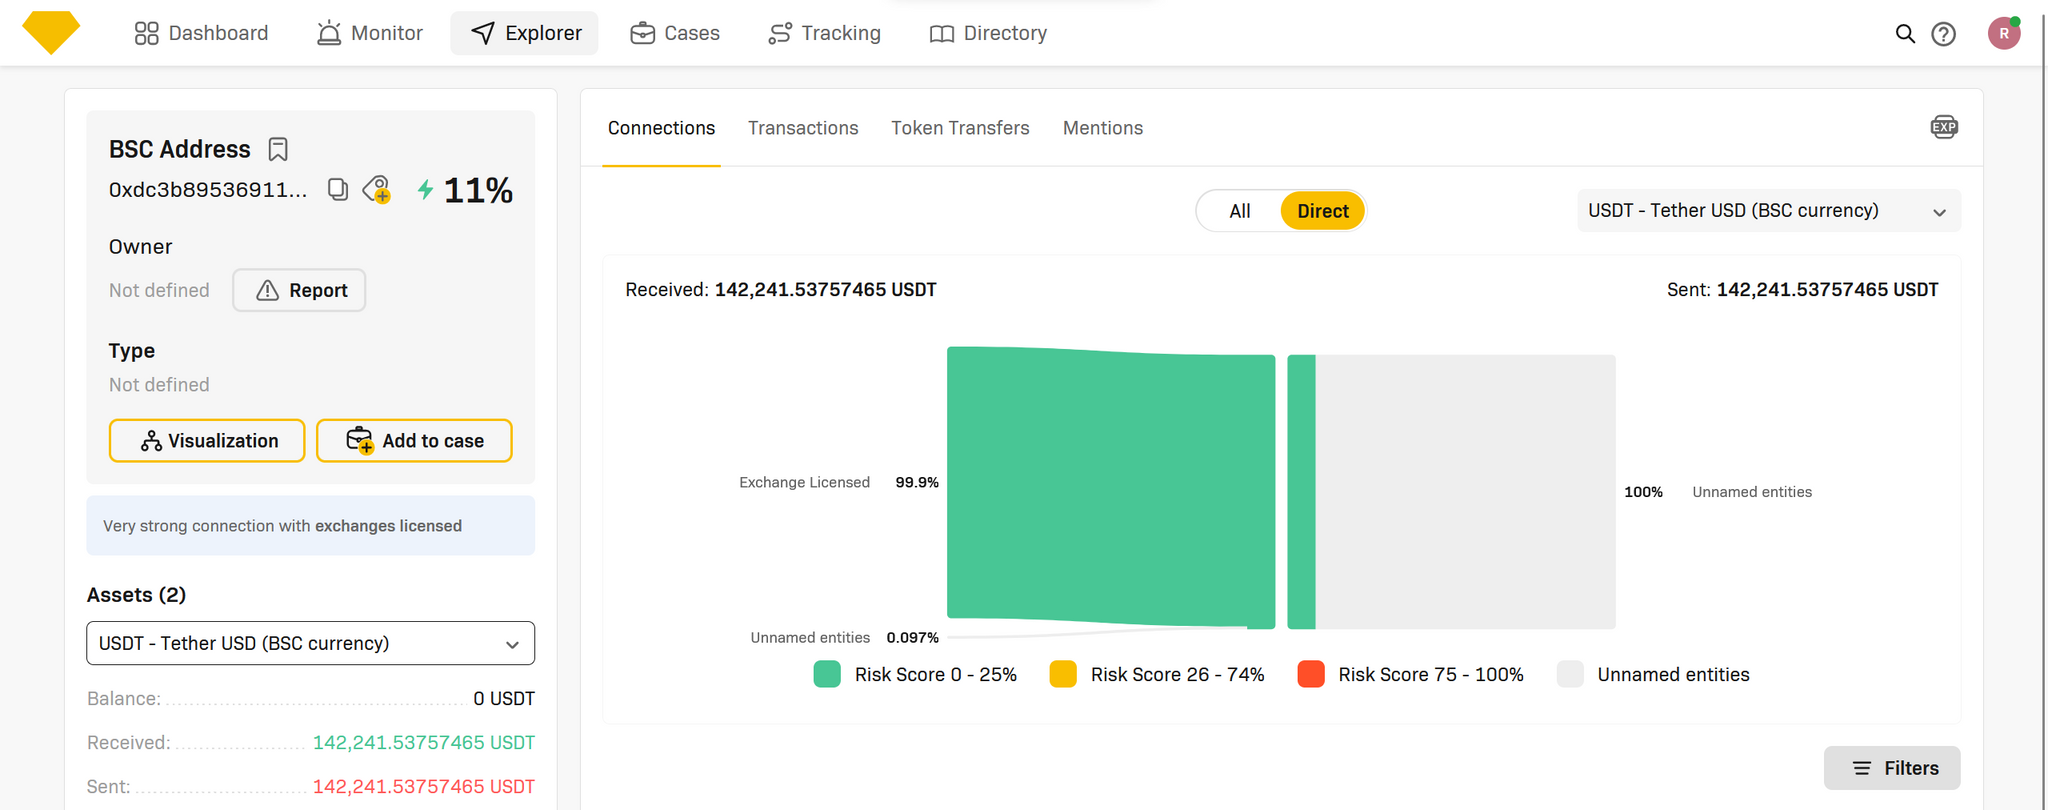 Dashboard Monitor Explorer Cases Tracking Directory R
BSC Address
0xdc3b89536911... 11%
Owner
Not defined Report
Type
Not defined
Visualization Add to case
Very strong connection with exchanges licensed
Assets (2)
USDT - Tether USD (BSC currency)
Balance: 0 USDT
Received: 142,241.53757465 USDT
Sent: 142,241.53757465 USDT
Connections Transactions Token Transfers Mentions EXP
All Direct USDT - Tether USD (BSC currency)
Received: 142,241.53757465 USDT Sent: 142,241.53757465 USDT
Exchange Licensed 99.9%
100% Unnamed entities
Unnamed entities 0.097%
Risk Score 0 - 25% Risk Score 26 - 74% Risk Score 75 - 100% Unnamed entities
Filters